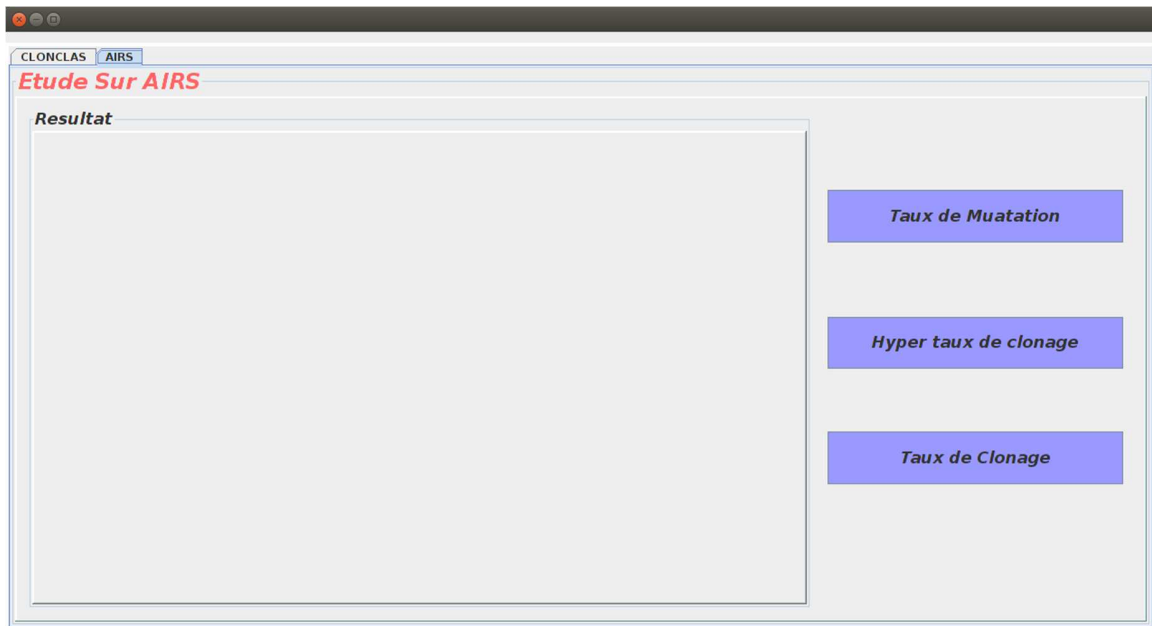 CLONCLAS AIRS
Etude Sur AIRS
Resultat
Taux de Muatation
Hyper taux de clonage
Taux de Clonage